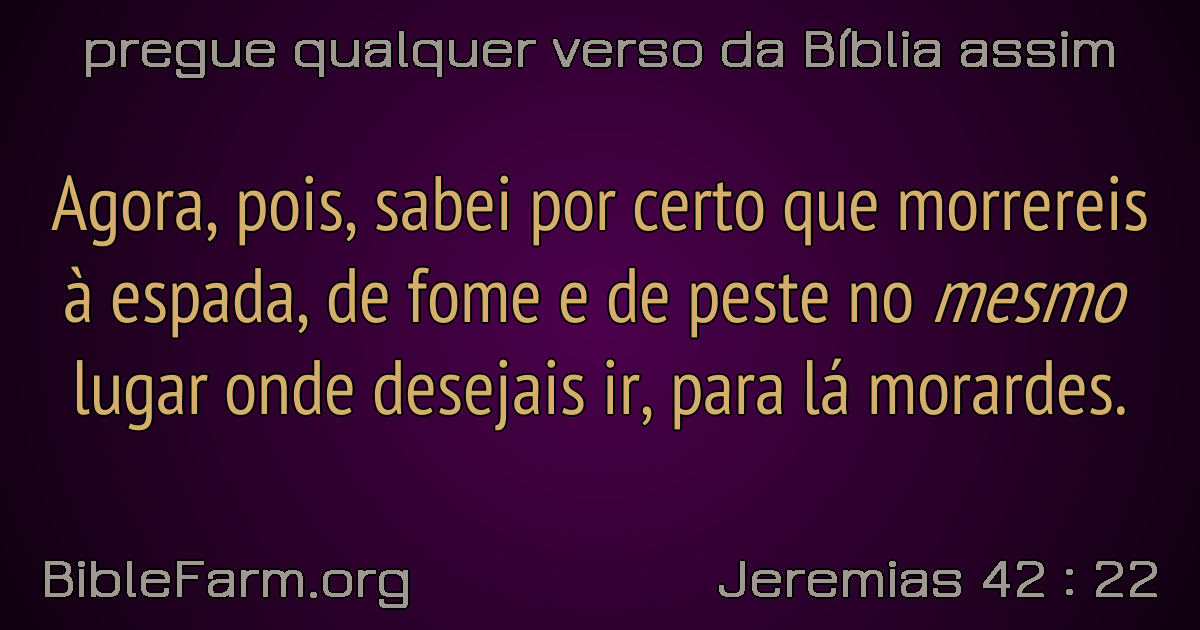 pregue qualquer verso da Bíblia assim
Agora, pois, sabei por certo que morrereis
à espada, de fome e de peste no mesmo
lugar onde desejais ir, para lá morardes.
BibleFarm.org
Jeremias 42 : 22